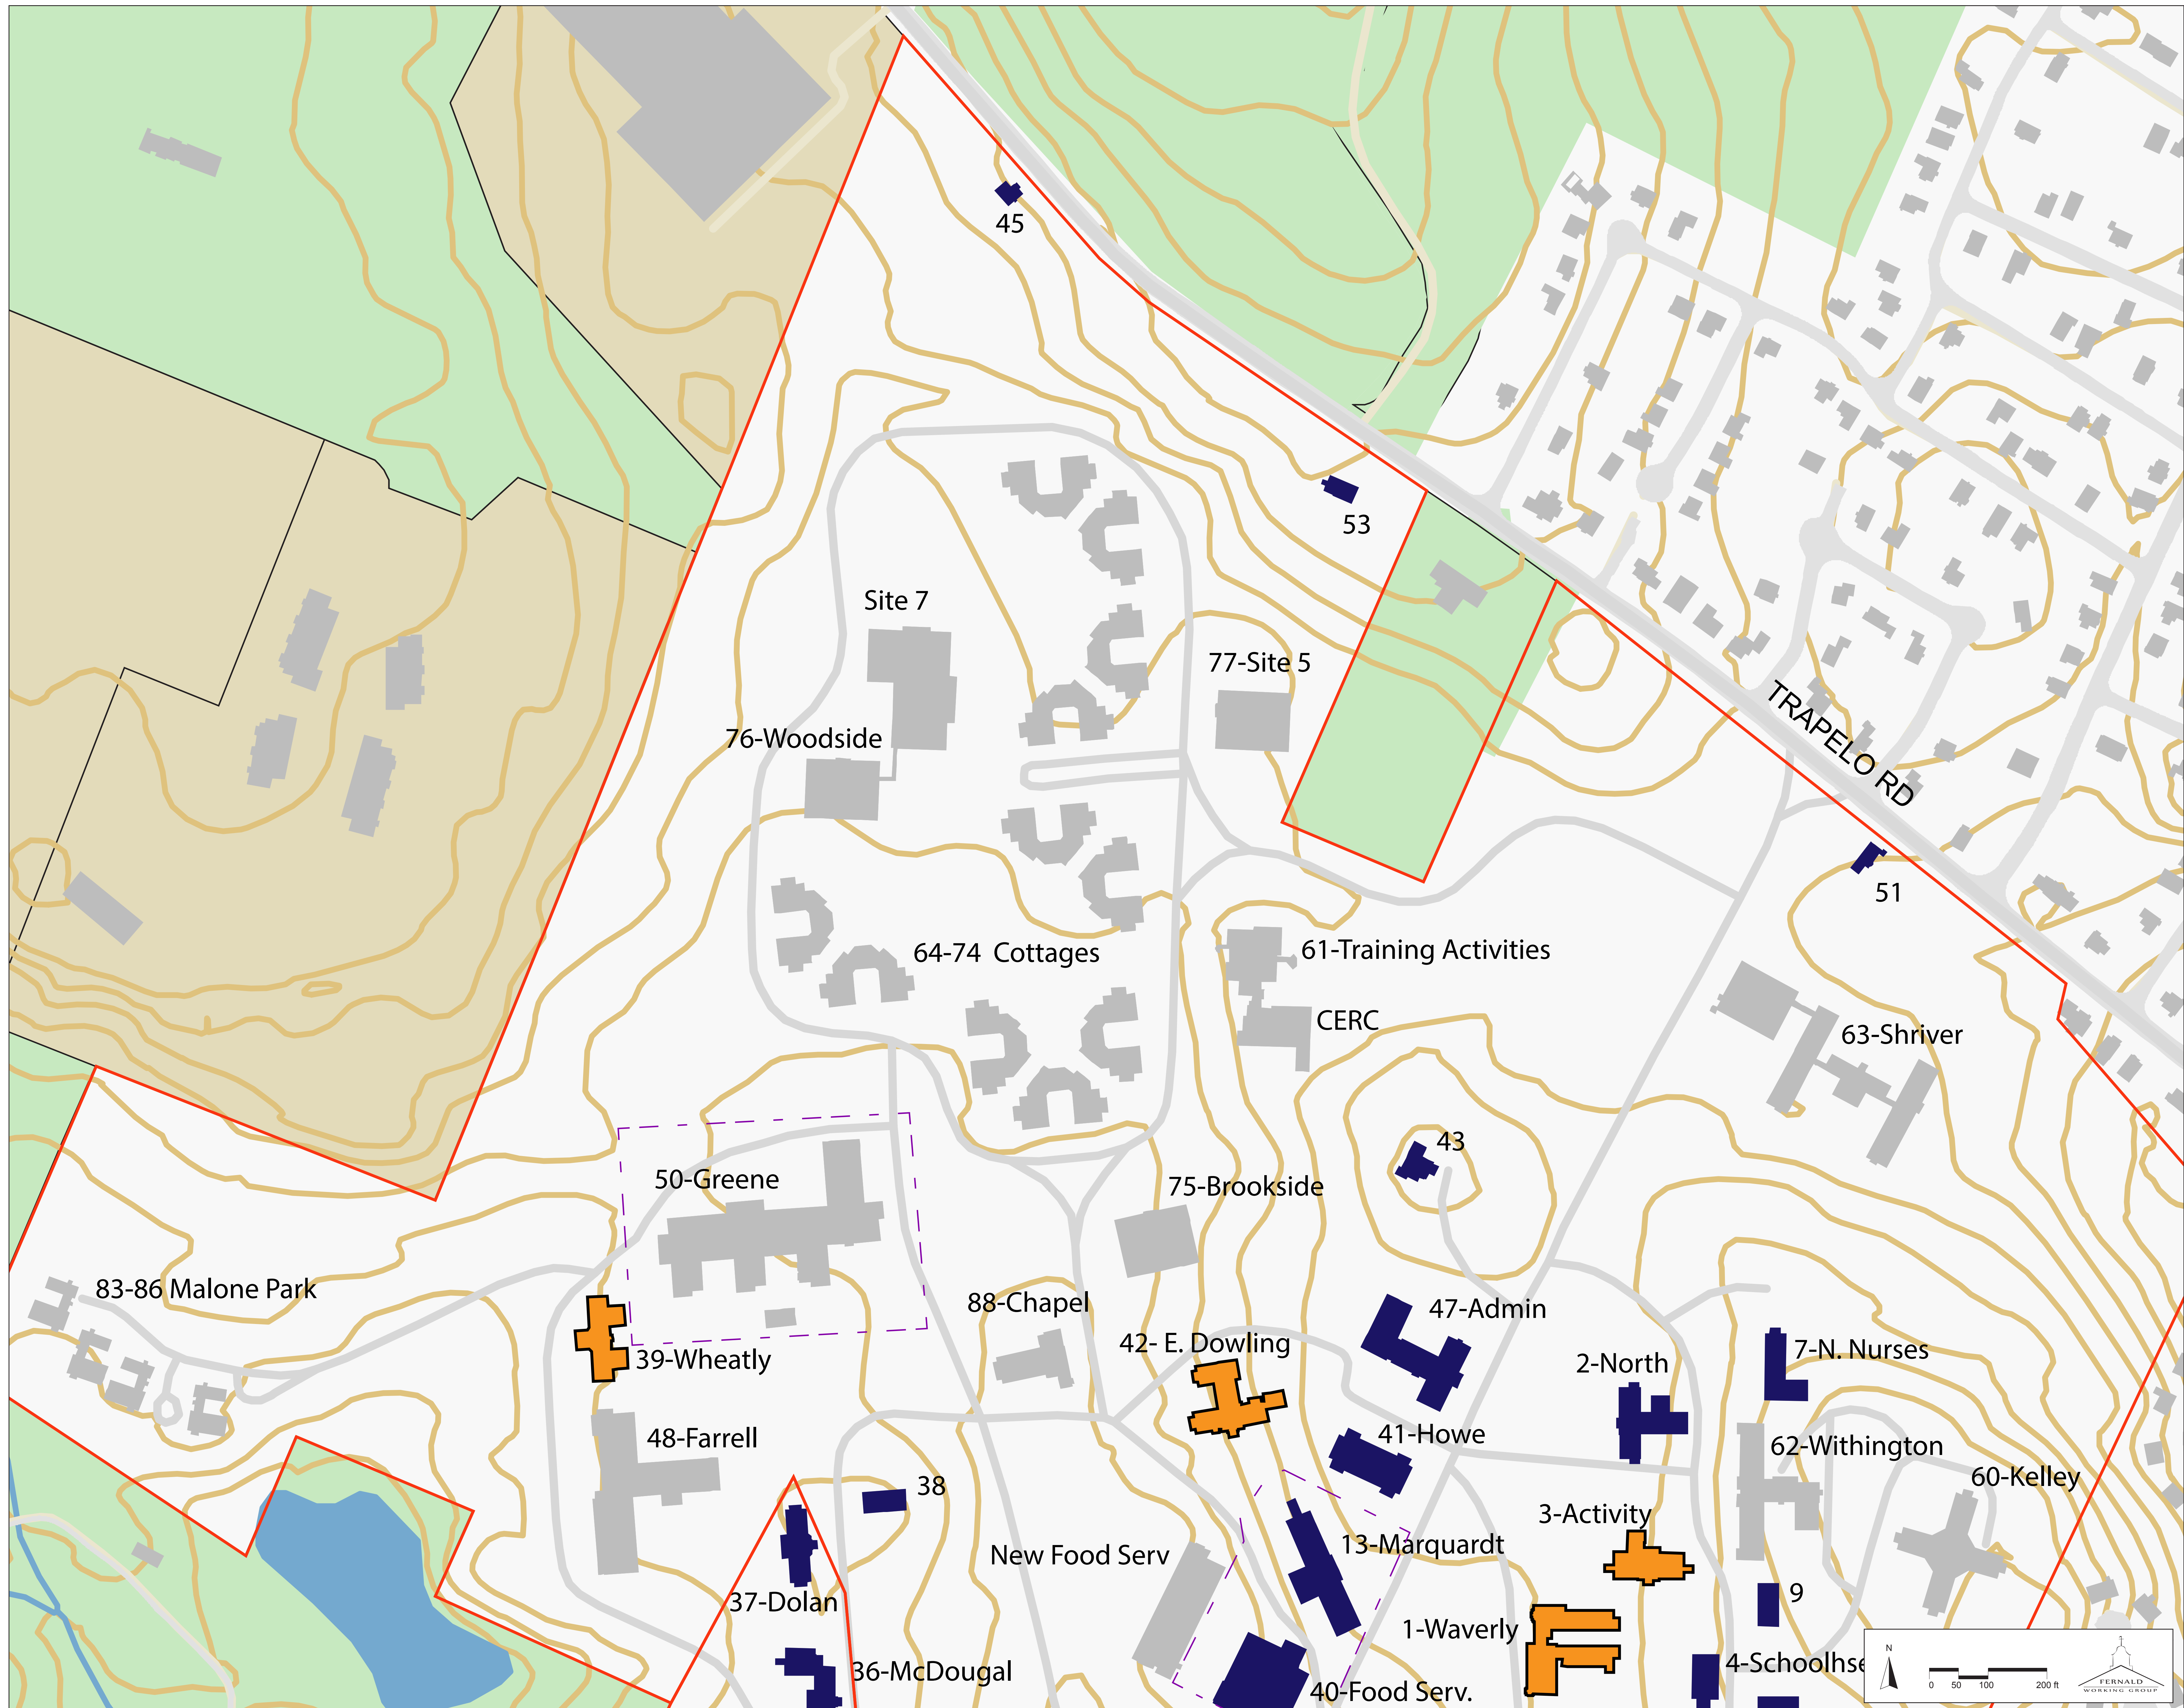 45
53
Site 7
77-Site 5
76-Woodside
TRAPELO RD
51
64-74 Cottages
61-Training Activities
CERC
63-Shriver
43
50-Greene
75-Brookside
83-86 Malone Park
88-Chapel
47-Admin
42- E. Dowling
7-N. Nurses
39-Wheatly
2-North
48-Farrell
41-Howe
62-Withington
38
60-Kelley
3-Activity
New Food Serv
13-Marquardt
37-Dolan
9
1-Waverly
36-McDougal
4-Schoolhse
40-Food Serv.
N
0 50 100 200 ft
FERNALD
WORKING GROUP